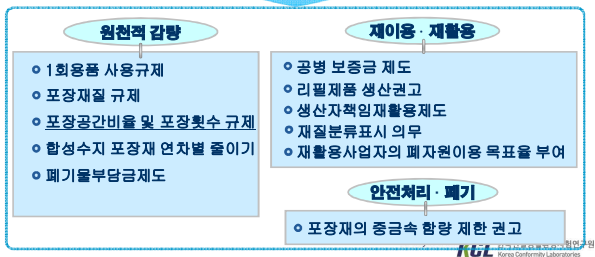 원천적 감량
1회용품 사용규제
포장재질 규제
포장공간비율 및 포장횟수 규제
합성수지 포장재 연차별 줄이기
폐기물부담금제도
재이용 · 재활용
공병 보증금 제도
리필제품 생산권고
생산자책임재활용제도
재질분류표시 의무
재활용사업자의 폐자원이용 목표율 부여
안전처리 · 폐기
포장재의 중금속 함량 제한 권고
KCL
Korea Conformity Laboratories